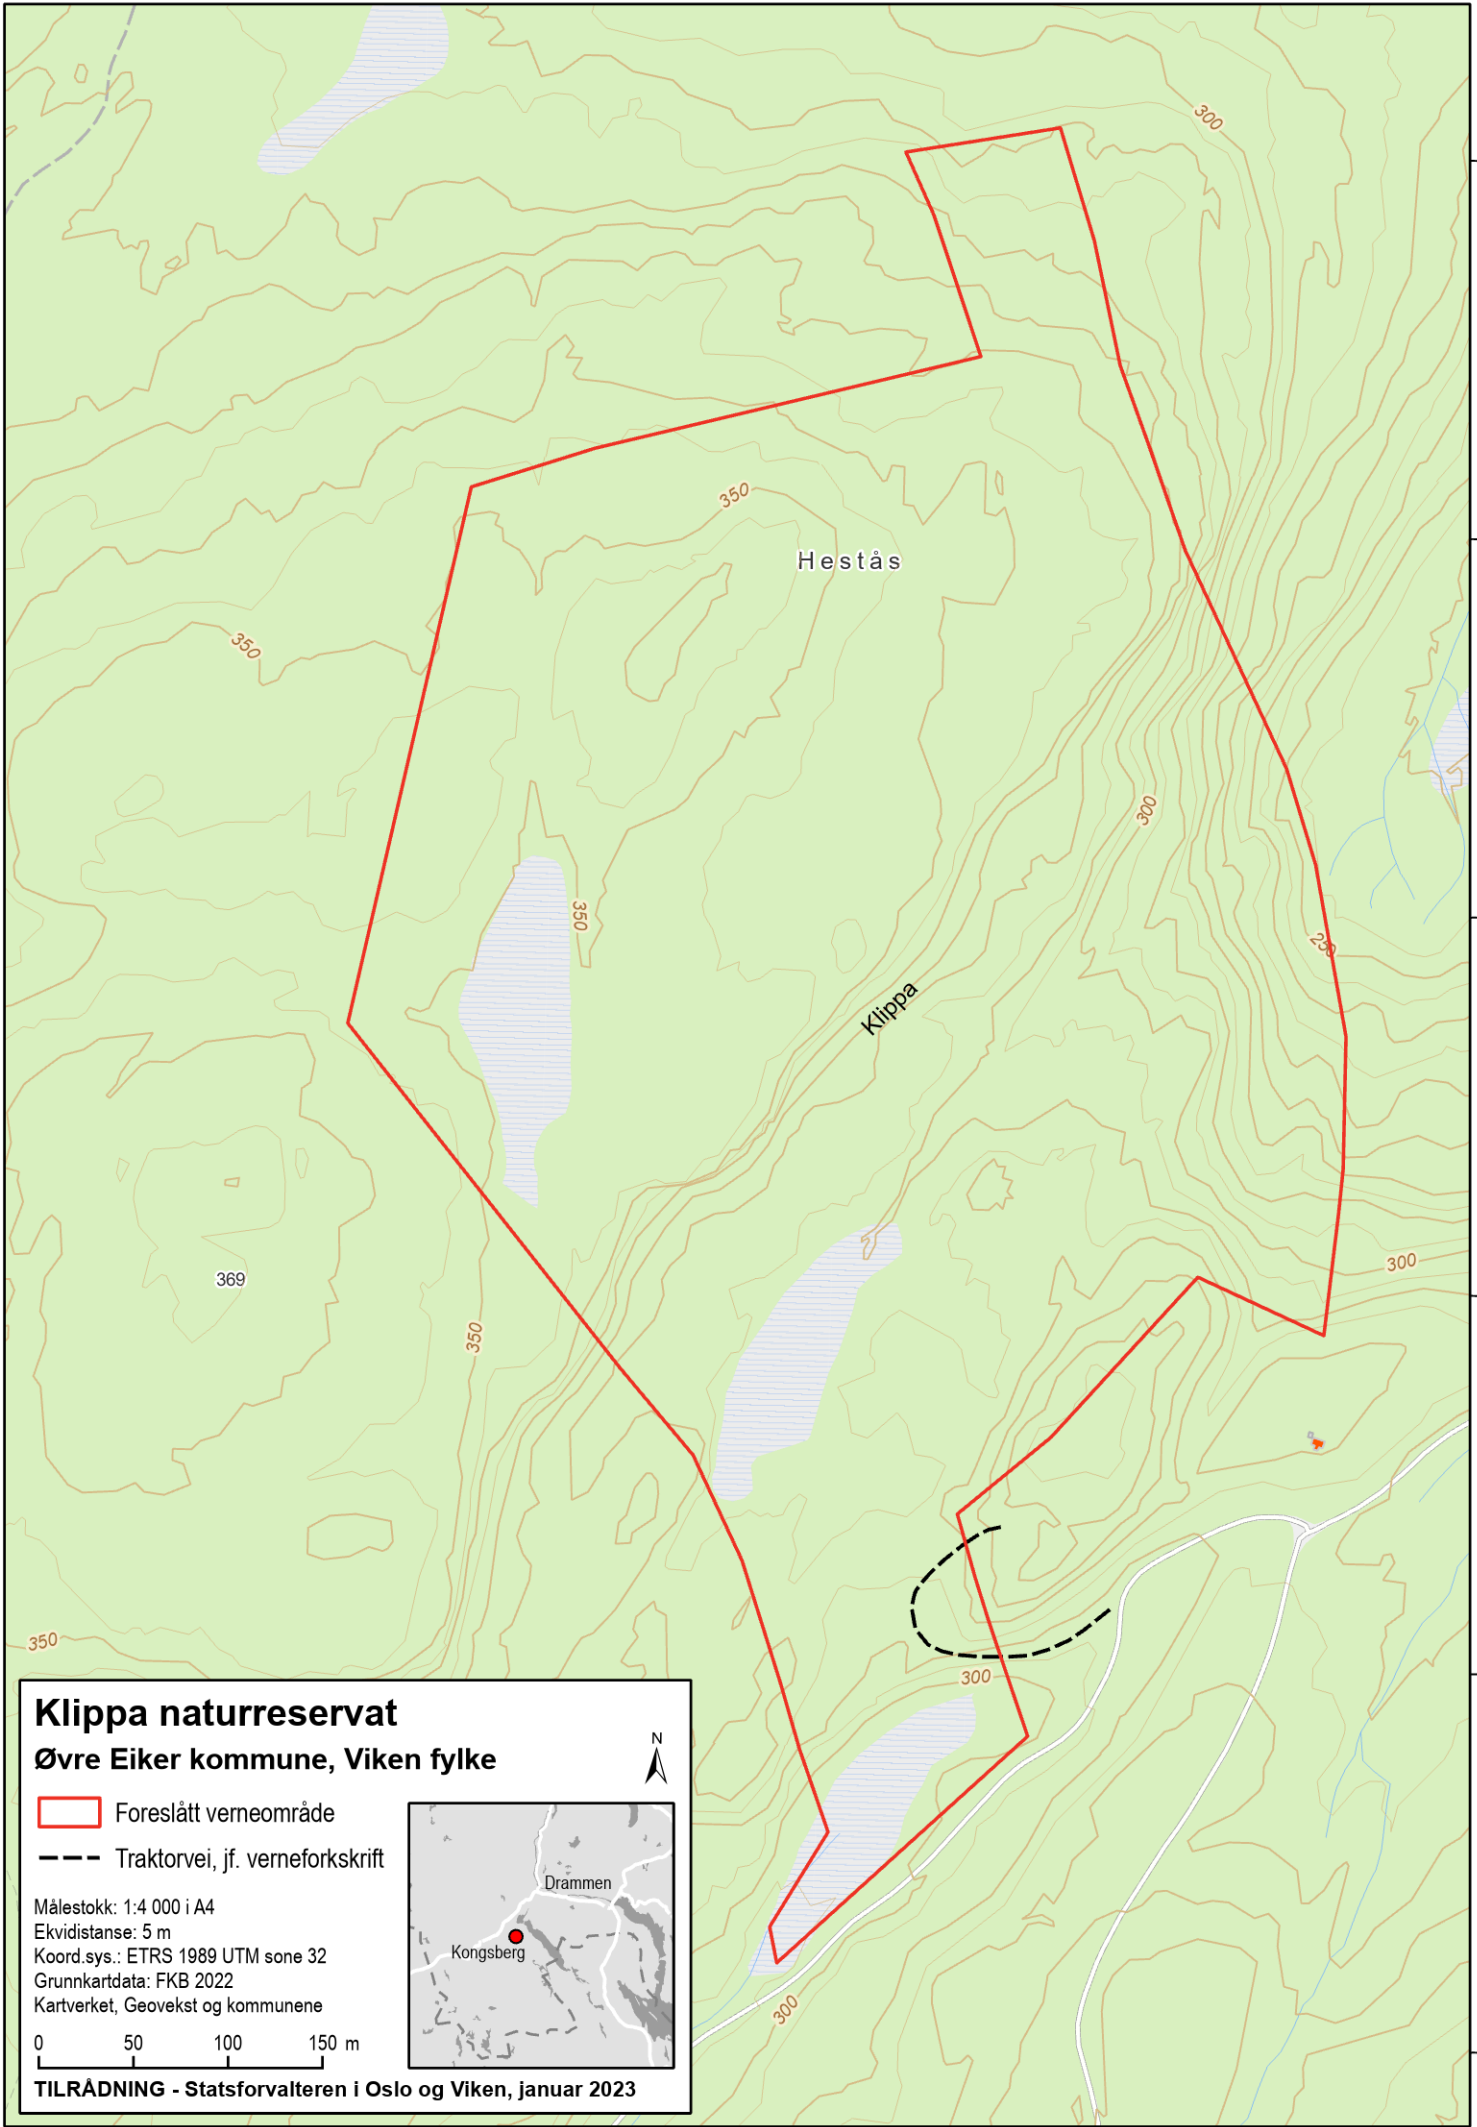 300
350
Hestås
350
300
350
250
Klippa
300
369
350
350
300
300
Klippa naturreservat
Øvre Eiker kommune, Viken fylke
N
Foreslått verneområde
Traktorvei, jf. verneforkskrift
Målestokk: 1:4 000 i A4
Ekvidistanse: 5 m
Koord.sys.: ETRS 1989 UTM sone 32
Grunnkartdata: FKB 2022
Kartverket, Geovekst og kommunene
0 50 100 150 m
Drammen
Kongsberg
TILRÅDNING - Statsforvalteren i Oslo og Viken, januar 2023